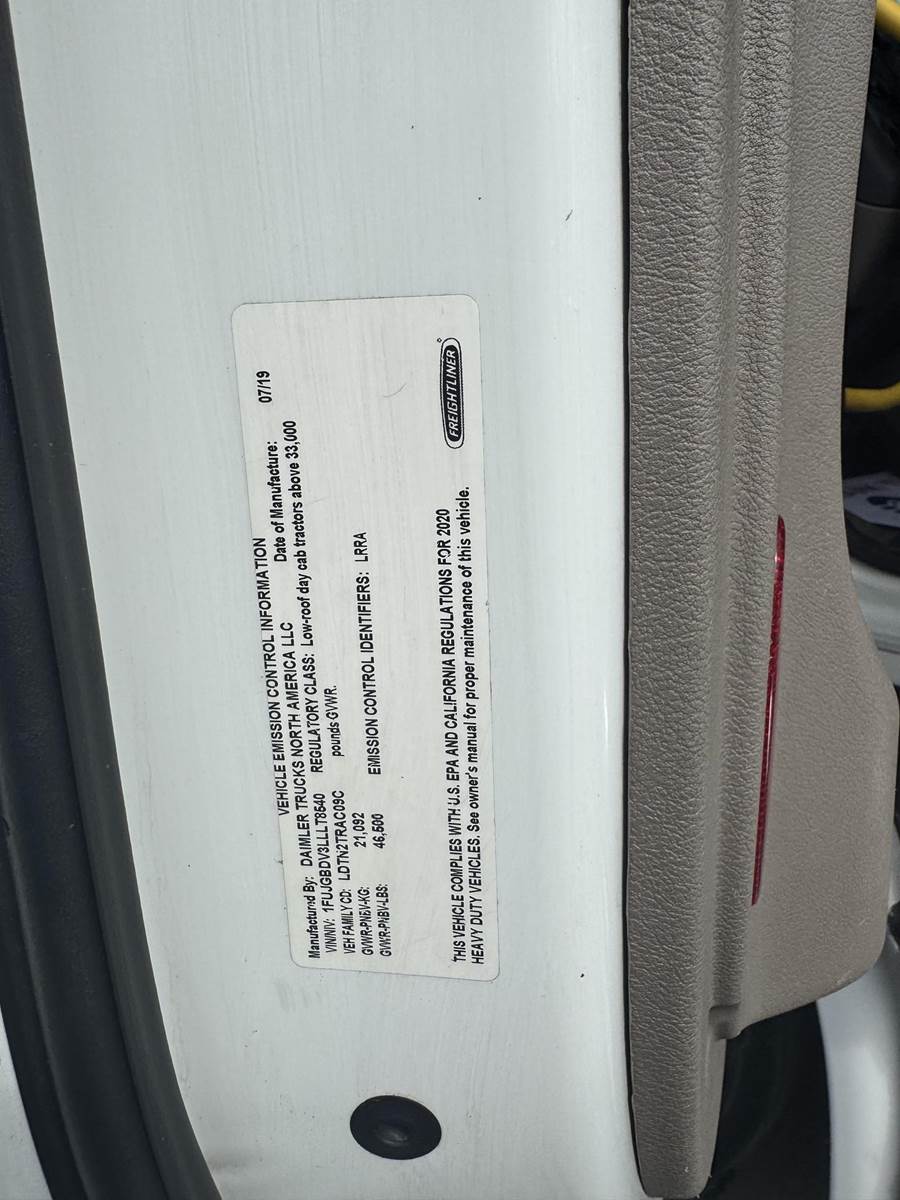 VEHICLE EMISSION CONTROL INFORMATION
Manufactured By: DAIMLER TRUCKS NORTH AMERICA LLC Date of Manufacture: 07/19
VIN/NIV: 1FUJGBDV3LLLT8640 REGULATORY CLASS: Low-roof day cab tractors above 33,000
VEH FAMILY CD: LDTN2TRAC09C pounds GVWR.
GVWR-PNBV-KG: 21,092
GVWR-PNBV-LBS: 46,500 EMISSION CONTROL IDENTIFIERS: LRRA
THIS VEHICLE COMPLIES WITH U.S. EPA AND CALIFORNIA REGULATIONS FOR 2020
HEAVY DUTY VEHICLES. See owner's manual for proper maintenance of this vehicle.
FREIGHTLINER